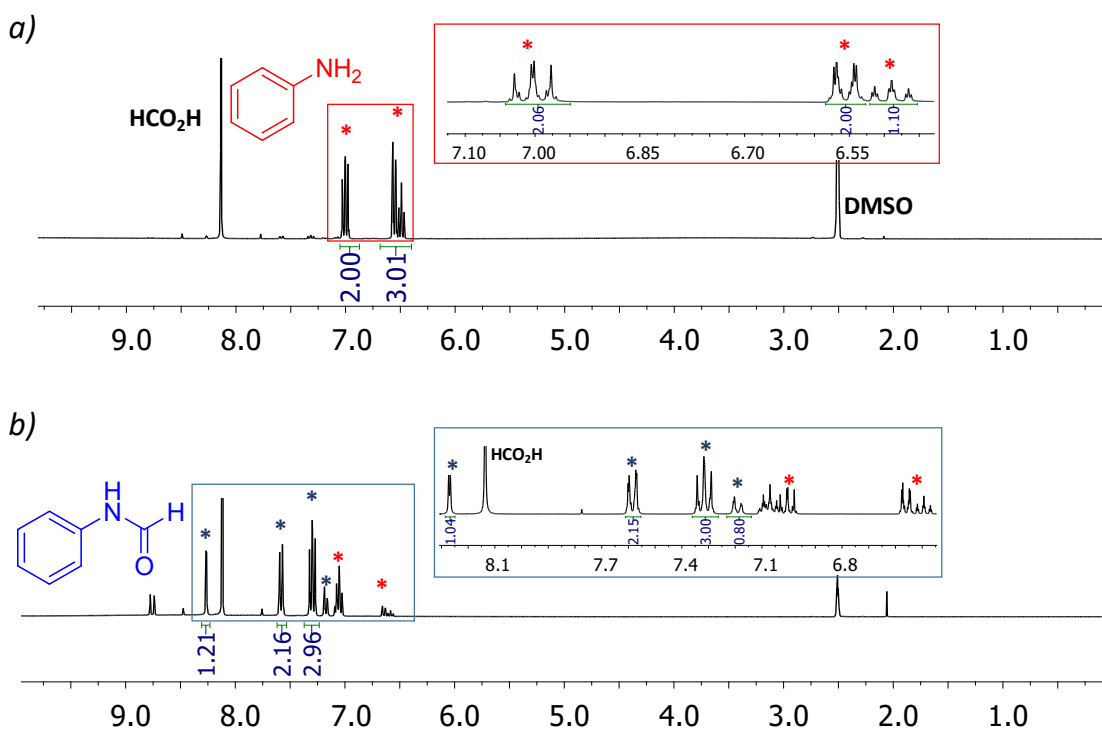 a)
HCO₂H
NH₂
*
*
*
*
*
2.06
2.00
1.10
7.10 7.00 6.85 6.70 6.55
DMSO
2.00
3.01
9.0 8.0 7.0 6.0 5.0 4.0 3.0 2.0 1.0
b)
H
N
H
O
*
*
*
*
*
*
HCO₂H
*
*
*
*
*
*
1.04
2.15
3.00
0.80
8.1 7.7 7.4 7.1 6.8
1.21
2.16
2.96
9.0 8.0 7.0 6.0 5.0 4.0 3.0 2.0 1.0